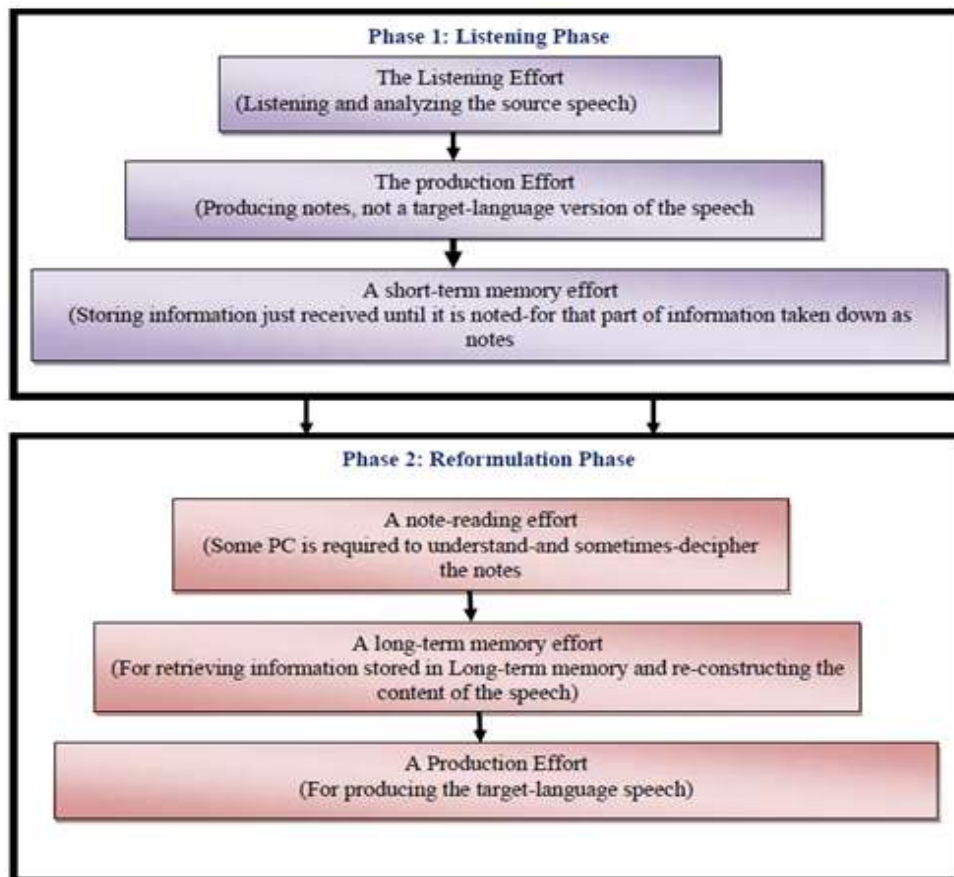 Phase 1: Listening Phase
The Listening Effort
(Listening and analyzing the source speech)
The production Effort
(Producing notes, not a target-language version of the speech
A short-term memory effort
(Storing information just received until it is noted-for that part of information taken down as
notes
Phase 2: Reformulation Phase
A note-reading effort
(Some PC is required to understand-and sometimes-decipher
the notes
A long-term memory effort
(For retrieving information stored in Long-term memory and re-constructing the
content of the speech)
A Production Effort
(For producing the target-language speech)